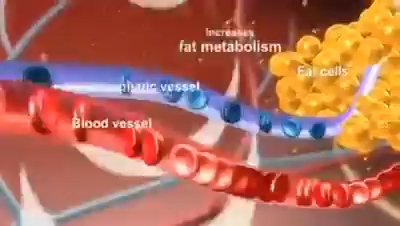 Increases
fat metabolism
Fat cells
vessel
Blood vessel